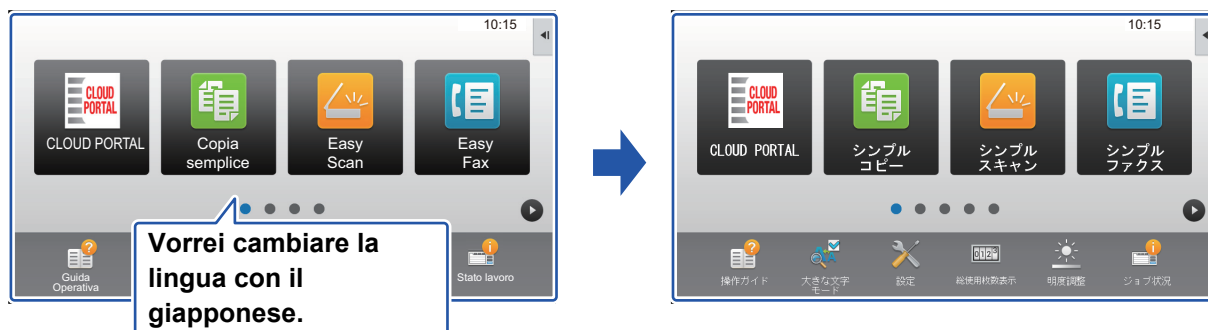 10:15
CLOUD
PORTAL
CLOUD PORTAL
Copia
semplice
Easy
Scan
Easy
Fax
Vorrei cambiare la
lingua con il
giapponese.
Guida
Operativa
Stato lavoro
10:15
CLOUD
PORTAL
CLOUD PORTAL
シンプル
コピー
シンプル
スキャン
シンプル
ファクス
操作ガイド
大きな文字
モード
設定
総使用枚数表示
明度調整
ジョブ状況